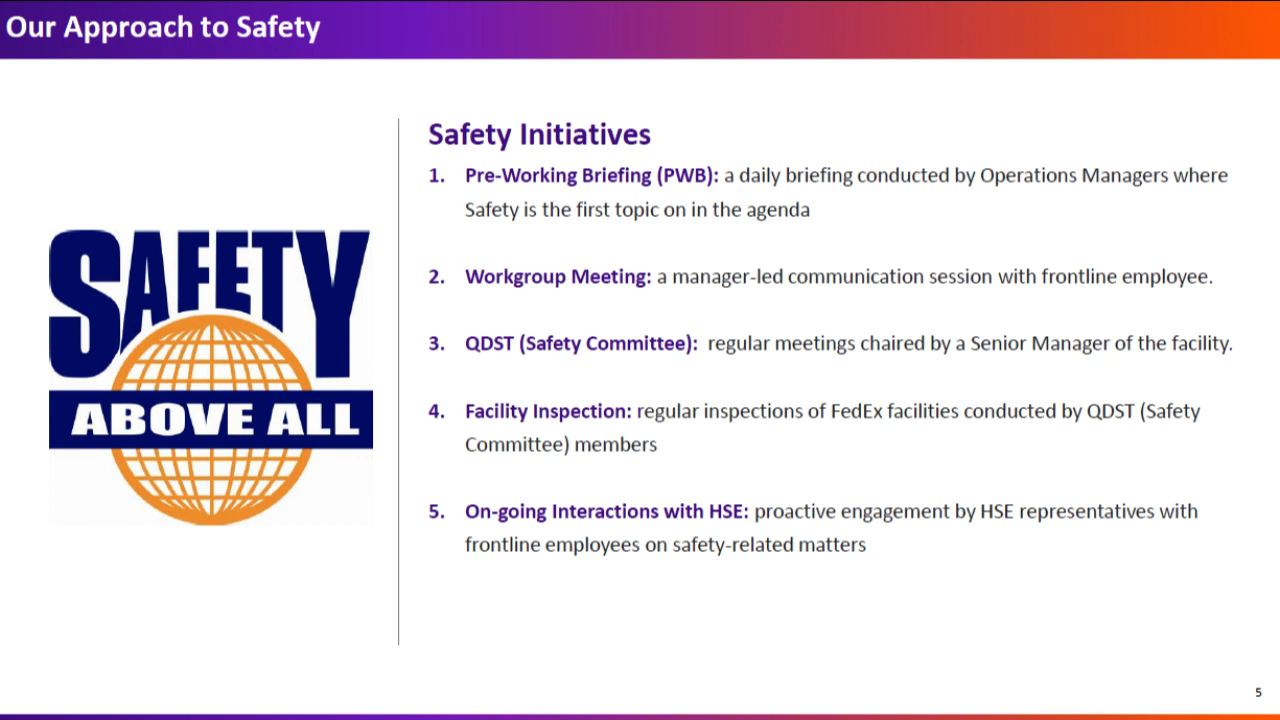 Our Approach to Safety
SAFETY
ABOVE ALL
Safety Initiatives
1. Pre-Working Briefing (PWB): a daily briefing conducted by Operations Managers where
Safety is the first topic on in the agenda
2. Workgroup Meeting: a manager-led communication session with frontline employee.
3. QDST (Safety Committee): regular meetings chaired by a Senior Manager of the facility.
4. Facility Inspection: regular inspections of FedEx facilities conducted by QDST (Safety
Committee) members
5. On-going Interactions with HSE: proactive engagement by HSE representatives with
frontline employees on safety-related matters
5